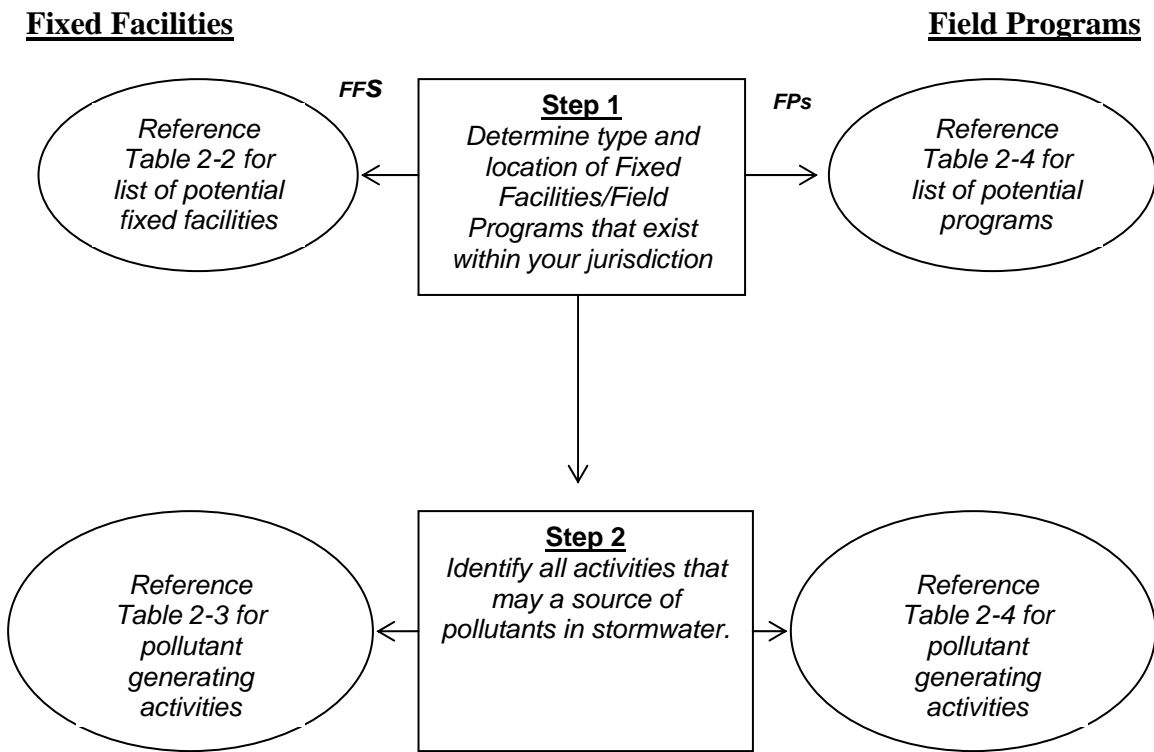 Fixed Facilities
Field Programs
FFS
FPs
Reference
Table 2-2 for
list of potential
fixed facilities
Step 1
Determine type and
location of Fixed
Facilities/Field
Programs that exist
within your jurisdiction
Reference
Table 2-4 for
list of potential
programs
Reference
Table 2-3 for
pollutant
generating
activities
Step 2
Identify all activities that
may a source of
pollutants in stormwater.
Reference
Table 2-4 for
pollutant
generating
activities